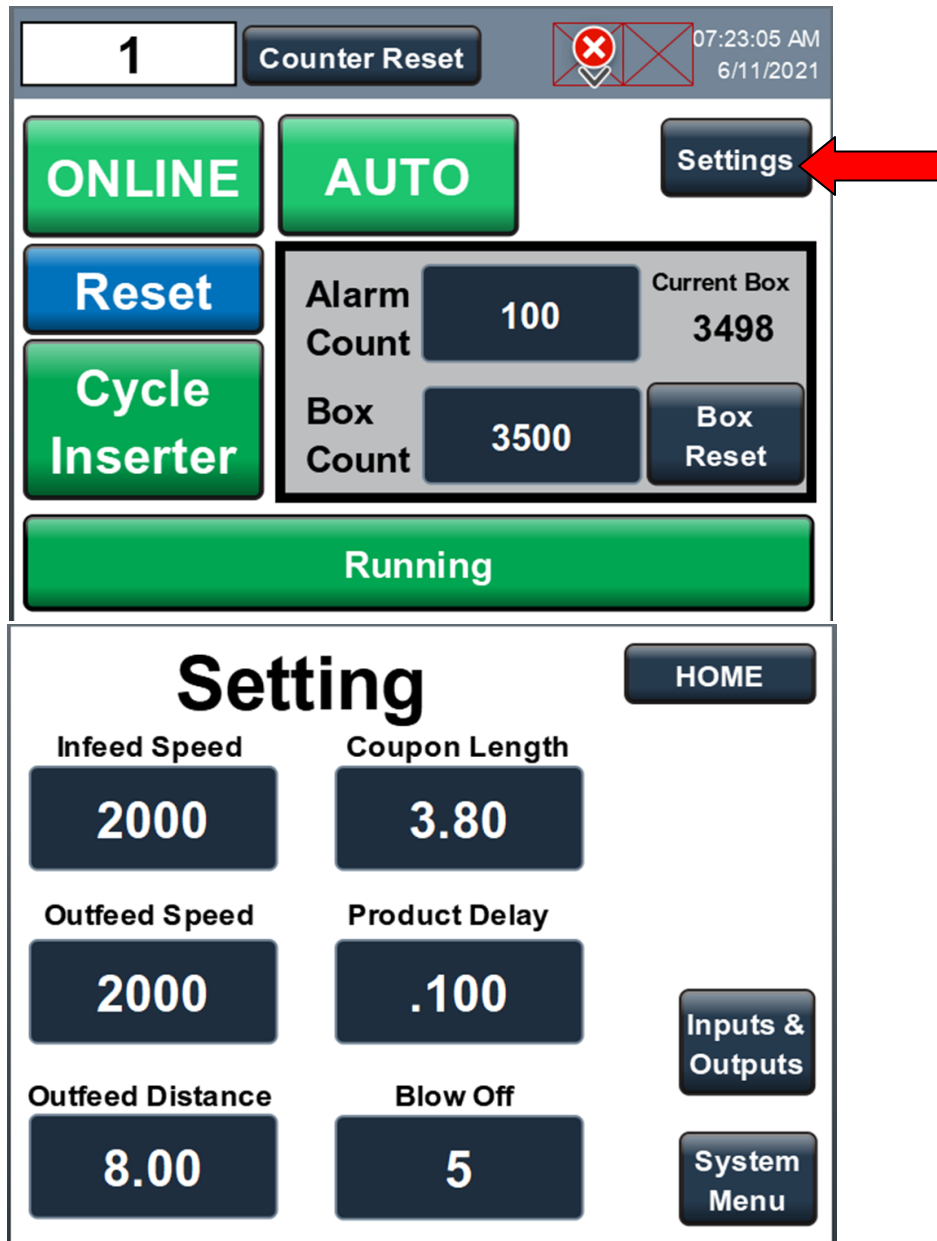 1
Counter Reset
07:23:05 AM
6/11/2021
ONLINE
AUTO
Settings
Reset
Alarm
Count
100
Current Box
3498
Cycle
Inserter
Box
Count
3500
Box
Reset
Running
Setting
HOME
Infeed Speed
Coupon Length
2000
3.80
Outfeed Speed
Product Delay
2000
.100
Inputs &
Outputs
Outfeed Distance
Blow Off
8.00
5
System
Menu